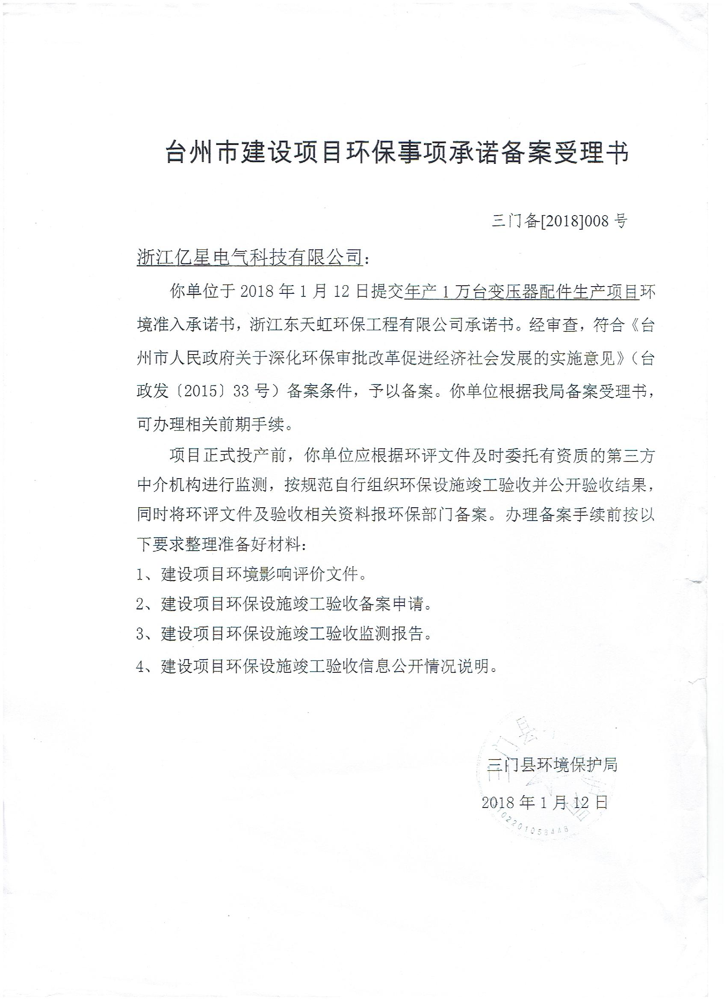 台州市建设项目环保事项承诺备案受理书
三门备[2018]008 号
浙江亿星电气科技有限公司：
你单位于 2018 年 1 月 12 日提交年产 1 万台变压器配件生产项目环
境准入承诺书，浙江东天虹环保工程有限公司承诺书。经审查，符合《台
州市人民政府关于深化环保审批改革促进经济社会发展的实施意见》（台
政发〔2015〕33 号）备案条件，予以备案。你单位根据我局备案受理书，
可办理相关前期手续。
项目正式投产前，你单位应根据环评文件及时委托有资质的第三方
中介机构进行监测，按规范自行组织环保设施竣工验收并公开验收结果，
同时将环评文件及验收相关资料报环保部门备案。办理备案手续前按以
下要求整理准备好材料：
1、建设项目环境影响评价文件。
2、建设项目环保设施竣工验收备案申请。
3、建设项目环保设施竣工验收监测报告。
4、建设项目环保设施竣工验收信息公开情况说明。
三门县环境保护局
2018 年 1 月 12 日